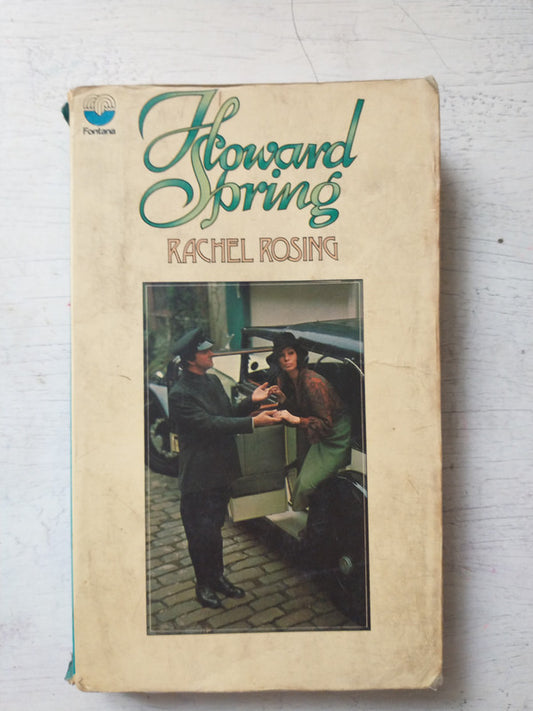 Fontana
Howard
Spring
RACHEL ROSING